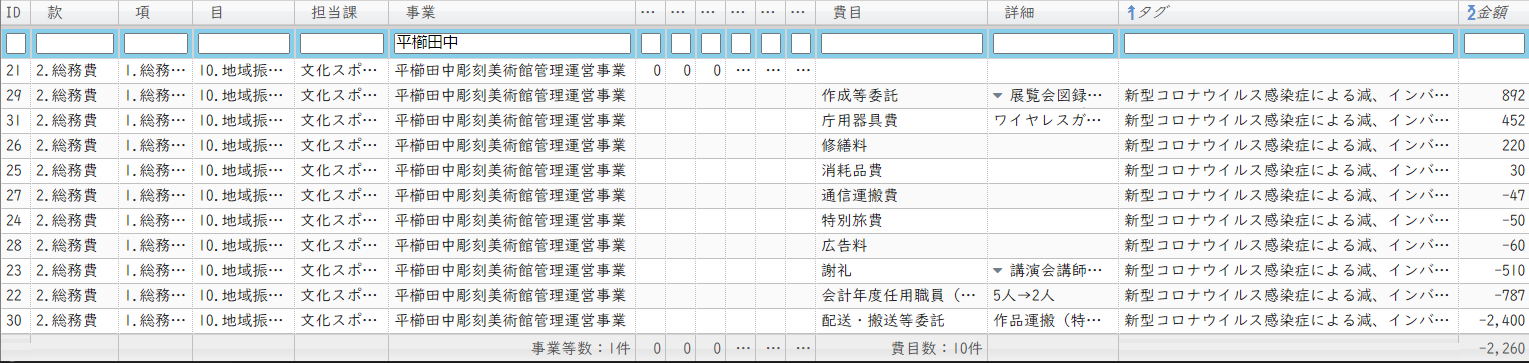 ID 款 項 目 担当課 事業 … … … … … … 費目 詳細 1タグ 2金額
平櫛田中
21 2.総務費 1.総務… 10.地域振… 文化スポ… 平櫛田中彫刻美術館管理運営事業 0 0 0 … … …
29 2.総務費 1.総務… 10.地域振… 文化スポ… 平櫛田中彫刻美術館管理運営事業 作成等委託 ▼ 展覧会図録… 新型コロナウイルス感染症による減、インバ… 892
31 2.総務費 1.総務… 10.地域振… 文化スポ… 平櫛田中彫刻美術館管理運営事業 庁用器具費 ワイヤレスガ… 新型コロナウイルス感染症による減、インバ… 452
26 2.総務費 1.総務… 10.地域振… 文化スポ… 平櫛田中彫刻美術館管理運営事業 修繕料 新型コロナウイルス感染症による減、インバ… 220
25 2.総務費 1.総務… 10.地域振… 文化スポ… 平櫛田中彫刻美術館管理運営事業 消耗品費 新型コロナウイルス感染症による減、インバ… 30
27 2.総務費 1.総務… 10.地域振… 文化スポ… 平櫛田中彫刻美術館管理運営事業 通信運搬費 新型コロナウイルス感染症による減、インバ… -47
24 2.総務費 1.総務… 10.地域振… 文化スポ… 平櫛田中彫刻美術館管理運営事業 特別旅費 新型コロナウイルス感染症による減、インバ… -50
28 2.総務費 1.総務… 10.地域振… 文化スポ… 平櫛田中彫刻美術館管理運営事業 広告料 新型コロナウイルス感染症による減、インバ… -60
23 2.総務費 1.総務… 10.地域振… 文化スポ… 平櫛田中彫刻美術館管理運営事業 謝礼 ▼ 講演会講師… 新型コロナウイルス感染症による減、インバ… -510
22 2.総務費 1.総務… 10.地域振… 文化スポ… 平櫛田中彫刻美術館管理運営事業 会計年度任用職員（… 5人→2人 新型コロナウイルス感染症による減、インバ… -787
30 2.総務費 1.総務… 10.地域振… 文化スポ… 平櫛田中彫刻美術館管理運営事業 配送・搬送等委託 作品運搬（特… 新型コロナウイルス感染症による減、インバ… -2,400
事業等数：1件 0 0 0 … … … 費目数：10件 -2,260